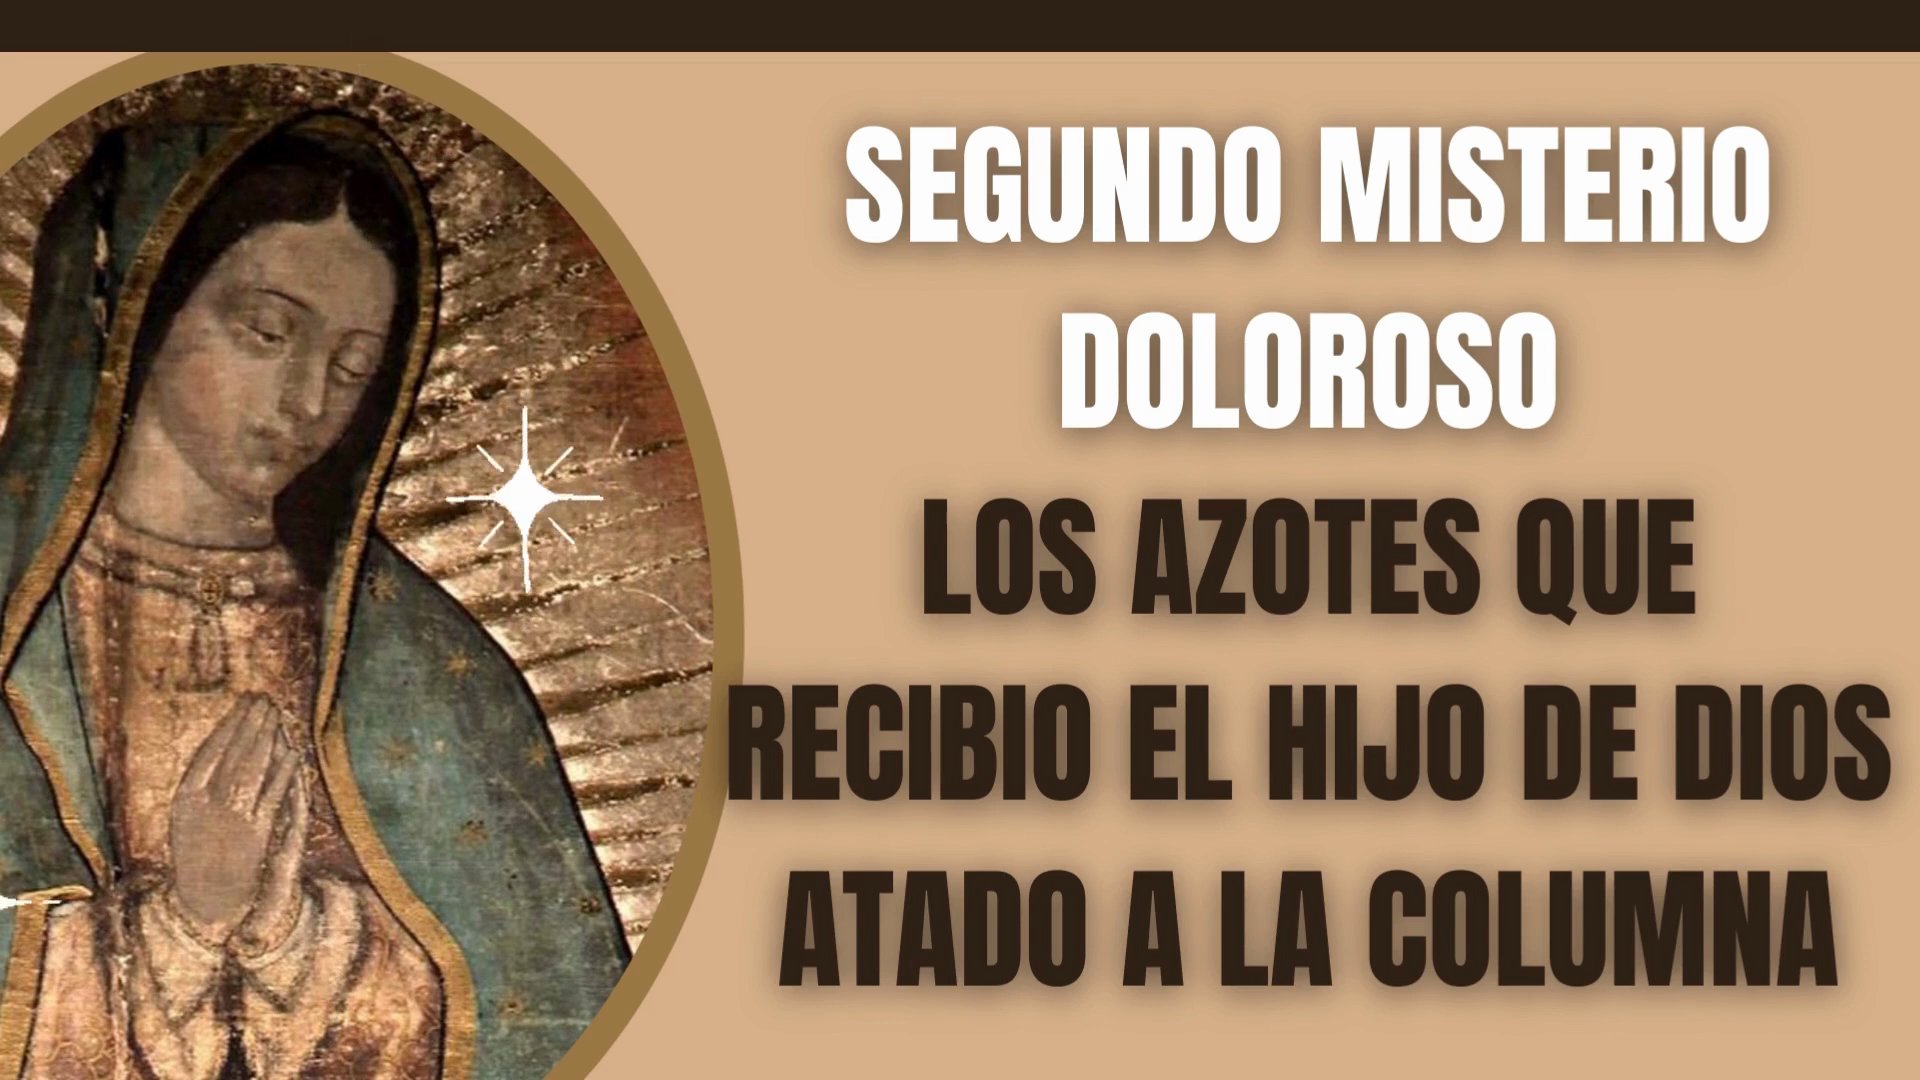 SEGUNDO MISTERIO
DOLOROSO
LOS AZOTES QUE
RECIBIO EL HIJO DE DIOS
ATADO A LA COLUMNA